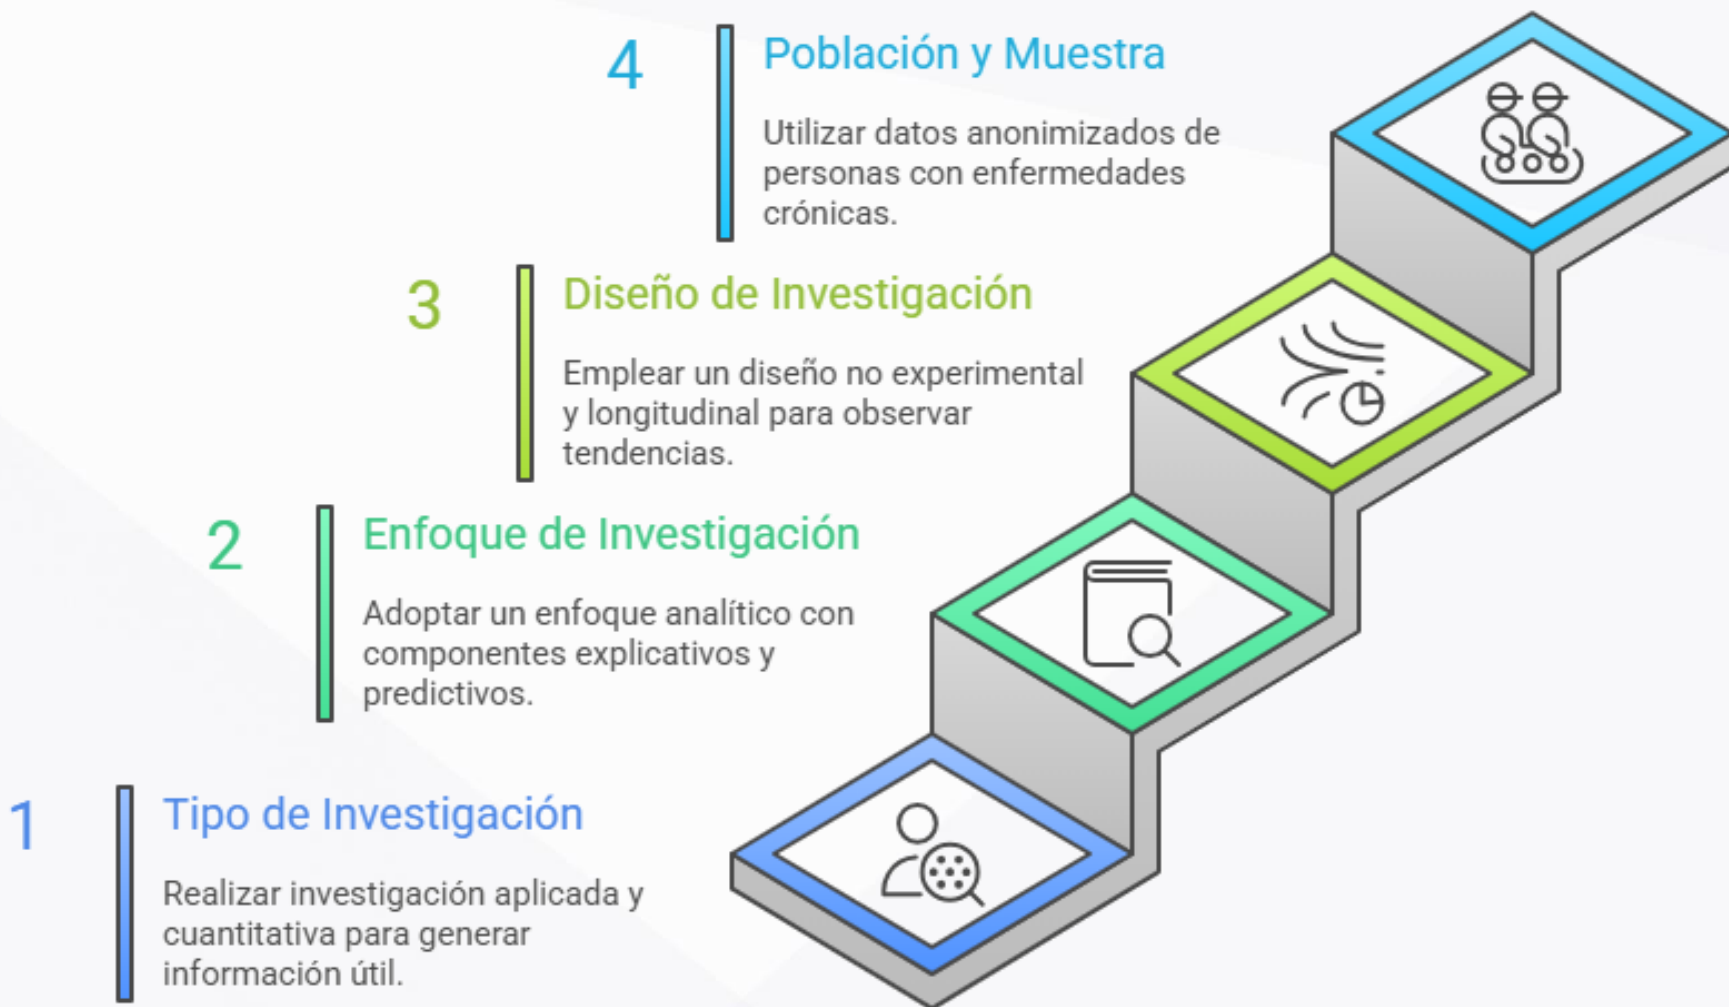 4
Población y Muestra
Utilizar datos anonimizados de
personas con enfermedades
crónicas.
3
Diseño de Investigación
Emplear un diseño no experimental
y longitudinal para observar
tendencias.
2
Enfoque de Investigación
Adoptar un enfoque analítico con
componentes explicativos y
predictivos.
1
Tipo de Investigación
Realizar investigación aplicada y
cuantitativa para generar
información útil.